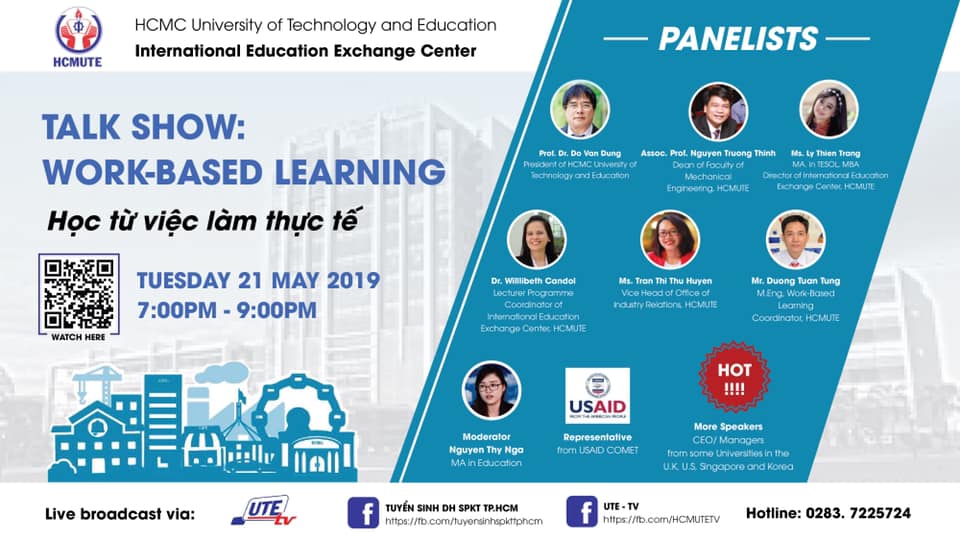 HCMUTE
HCMC University of Technology and Education
International Education Exchange Center
TALK SHOW:
WORK-BASED LEARNING
Học từ việc làm thực tế
WATCH HERE
TUESDAY 21 MAY 2019
7:00PM - 9:00PM
PANELISTS
Prof. Dr. Do Van Dung
President of HCMC University of
Technology and Education
Assoc. Prof. Nguyen Truong Thinh
Dean of Faculty of
Mechanical
Engineering, HCMUTE
Ms. Ly Thien Trang
MA. in TESOL, MBA
Director of International Education
Exchange Center, HCMUTE
Dr. Willibeth Candol
Lecturer Programme
Coordinator of
International Education
Exchange Center, HCMUTE
Ms. Tran Thi Thu Huyen
Vice Head of Office of
Industry Relations, HCMUTE
Mr. Duong Tuan Tung
M.Eng, Work-Based
Learning
Coordinator, HCMUTE
Moderator
Nguyen Thy Nga
MA in Education
USAID
FROM THE AMERICAN PEOPLE
Representative
from USAID COMET
HOT
!!!!
More Speakers
CEO/ Managers
from some Universities in the
U.K, U.S, Singapore and Korea
Live broadcast via:
UTE tv
TUYỂN SINH DH SPKT TP.HCM
https://fb.com/tuyensinhspkttphcm
UTE - TV
https://fb.com/HCMUTETV
Hotline: 0283. 7225724